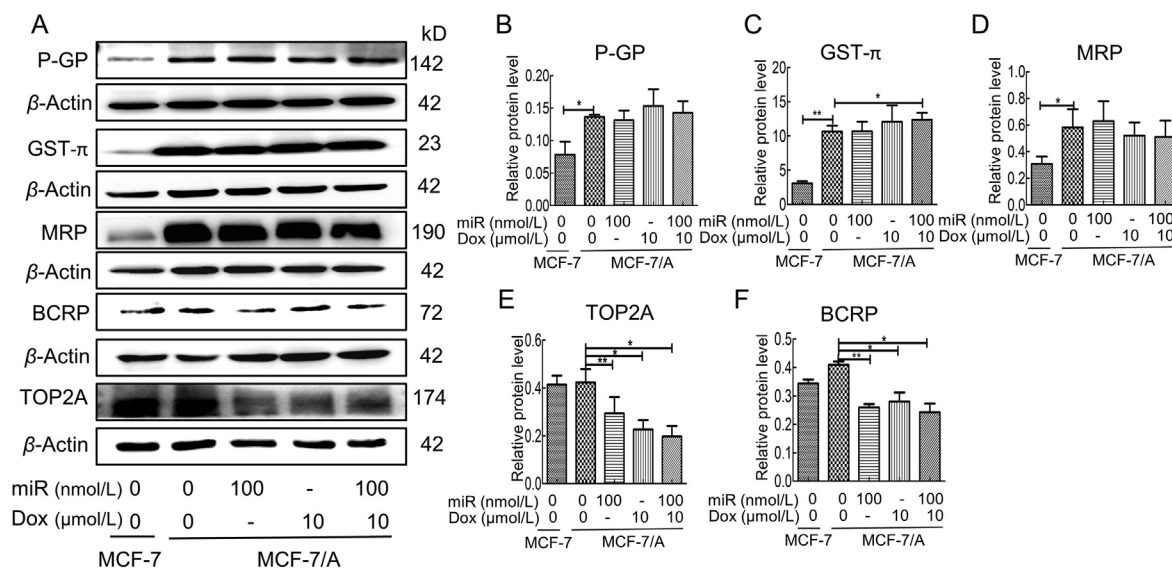 A
kD
P-GP 142
β-Actin 42
GST-π 23
β-Actin 42
MRP 190
β-Actin 42
BCRP 72
β-Actin 42
TOP2A 174
β-Actin 42
miR (nmol/L) 0 0 100 - 100
Dox (μmol/L) 0 0 - 10 10
MCF-7 MCF-7/A
B
P-GP
Relative protein level
0.20
0.15
0.10
0.05
0.00
*
miR (nmol/L) 0 0 100 - 100
Dox (μmol/L) 0 0 - 10 10
MCF-7 MCF-7/A
C
GST-π
Relative protein level
20
15
10
5
0
** *
miR (nmol/L) 0 0 100 - 100
Dox (μmol/L) 0 0 - 10 10
MCF-7 MCF-7/A
D
MRP
Relative protein level
1.0
0.8
0.6
0.4
0.2
0.0
*
miR (nmol/L) 0 0 100 - 100
Dox (μmol/L) 0 0 - 10 10
MCF-7 MCF-7/A
E
TOP2A
Relative protein level
0.6
0.4
0.2
0.0
*
*
**
miR (nmol/L) 0 0 100 - 100
Dox (μmol/L) 0 0 - 10 10
MCF-7 MCF-7/A
F
BCRP
Relative protein level
0.5
0.4
0.3
0.2
0.1
0.0
*
*
**
miR (nmol/L) 0 0 100 - 100
Dox (μmol/L) 0 0 - 10 10
MCF-7 MCF-7/A